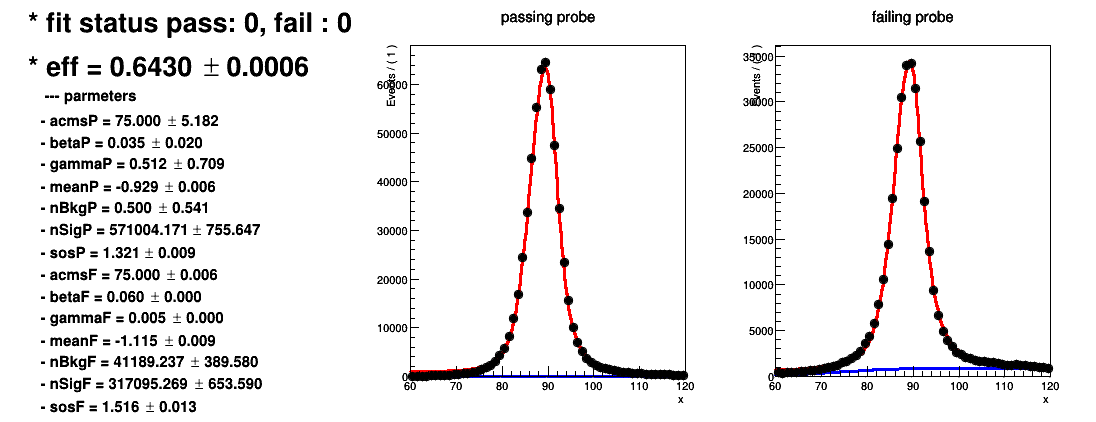 * fit status pass: 0, fail : 0
* eff = 0.6430 ± 0.0006
--- parmeters
- acmsP = 75.000 ± 5.182
- betaP = 0.035 ± 0.020
- gammaP = 0.512 ± 0.709
- meanP = -0.929 ± 0.006
- nBkgP = 0.500 ± 0.541
- nSigP = 571004.171 ± 755.647
- sosP = 1.321 ± 0.009
- acmsF = 75.000 ± 0.006
- betaF = 0.060 ± 0.000
- gammaF = 0.005 ± 0.000
- meanF = -1.115 ± 0.009
- nBkgF = 41189.237 ± 389.580
- nSigF = 317095.269 ± 653.590
- sosF = 1.516 ± 0.013
passing probe
Events / ( 1 )
60000
50000
40000
30000
20000
10000
0
60 70 80 90 100 110 120
x
failing probe
Events / ( 1 )
35000
30000
25000
20000
15000
10000
5000
0
60 70 80 90 100 110 120
x